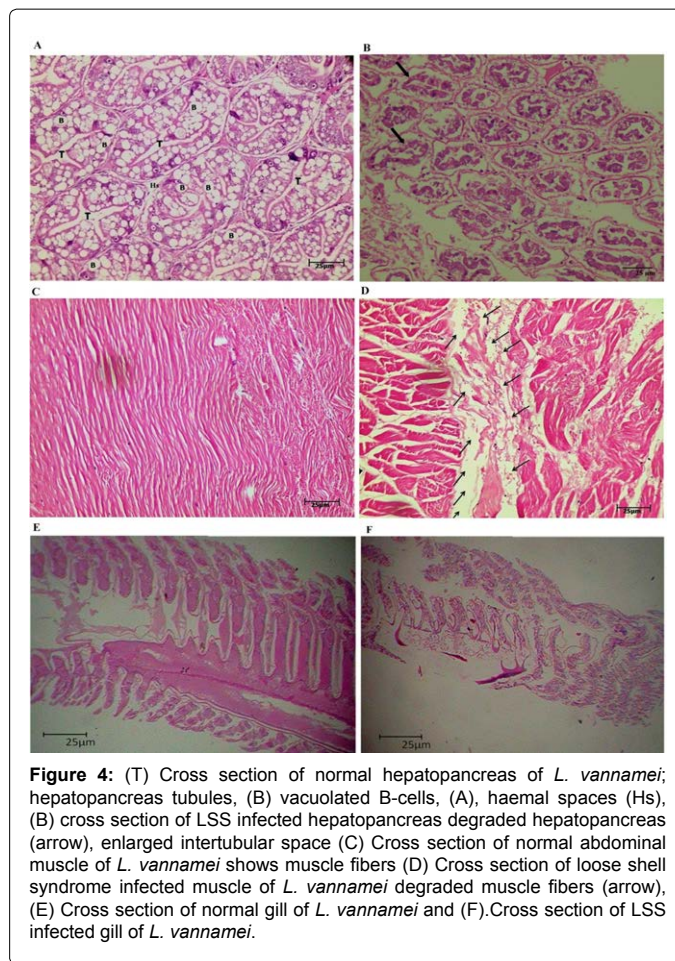 A
B
B
B
T
B
B
T
Hs
B
B
T
T
B
B
25µm
C
D
25µm
25µm
E
F
25µm
25µm
Figure 4: (T) Cross section of normal hepatopancreas of L. vannamei;
hepatopancreas tubules, (B) vacuolated B-cells, (A), haemal spaces (Hs),
(B) cross section of LSS infected hepatopancreas degraded hepatopancreas
(arrow), enlarged intertubular space (C) Cross section of normal abdominal
muscle of L. vannamei shows muscle fibers (D) Cross section of loose shell
syndrome infected muscle of L. vannamei degraded muscle fibers (arrow),
(E) Cross section of normal gill of L. vannamei and (F).Cross section of LSS
infected gill of L. vannamei.